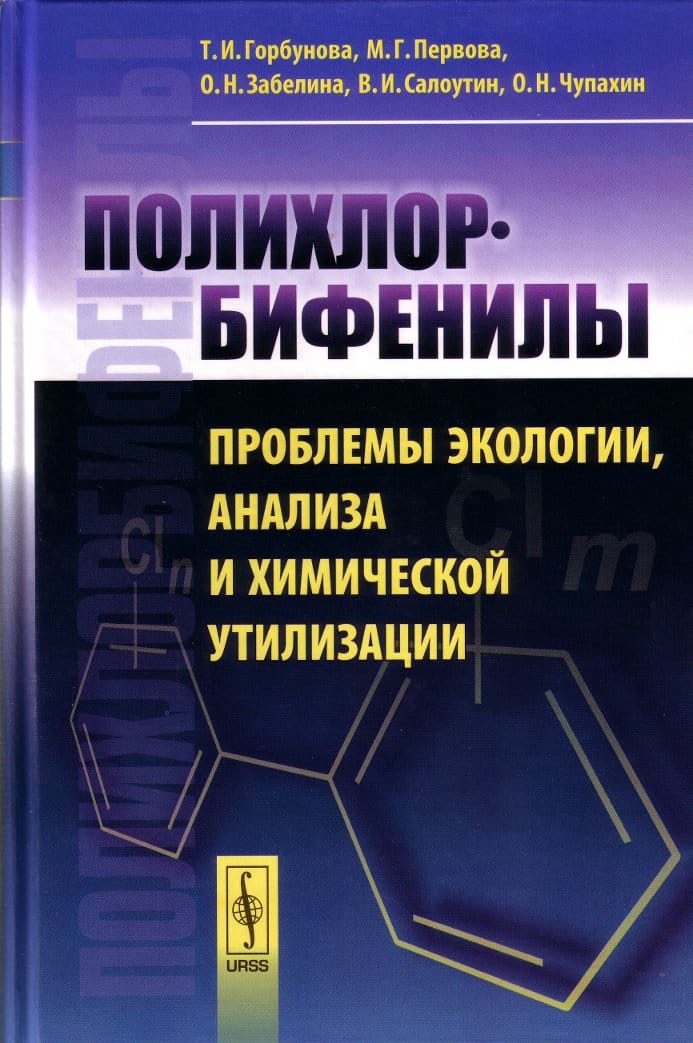 Т. И. Горбунова, М. Г. Первова,
О. Н. Забелина, В. И. Салоутин, О. Н. Чупахин
ПОЛИХЛОР-
БИФЕНИЛЫ
ПРОБЛЕМЫ ЭКОЛОГИИ,
АНАЛИЗА
И ХИМИЧЕСКОЙ
УТИЛИЗАЦИИ
Cl n
Cl m
ПОЛИХЛОРБИФЕНИЛЫ
URSS